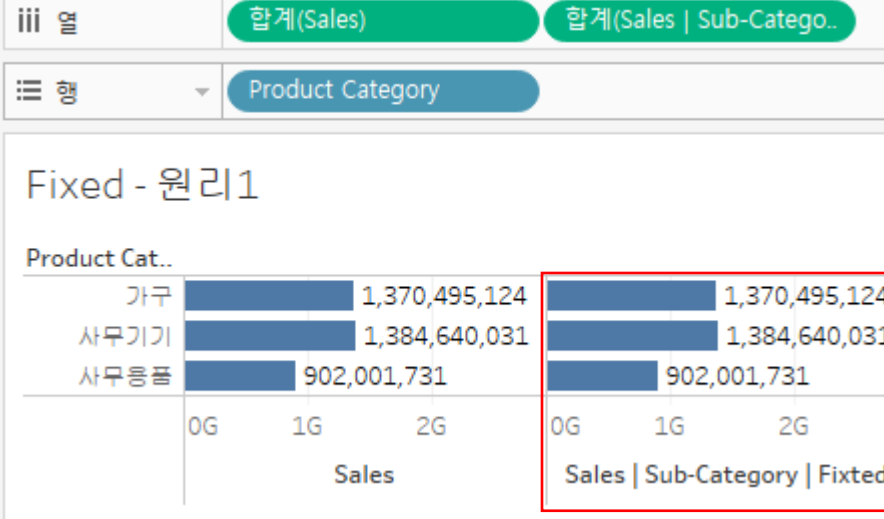 열 합계(Sales) 합계(Sales | Sub-Catego..
행 Product Category
Fixed - 원리1
Product Cat..
가구 1,370,495,124 1,370,495,124
사무기기 1,384,640,031 1,384,640,031
사무용품 902,001,731 902,001,731
0G 1G 2G 0G 1G 2G
Sales Sales | Sub-Category | Fixted